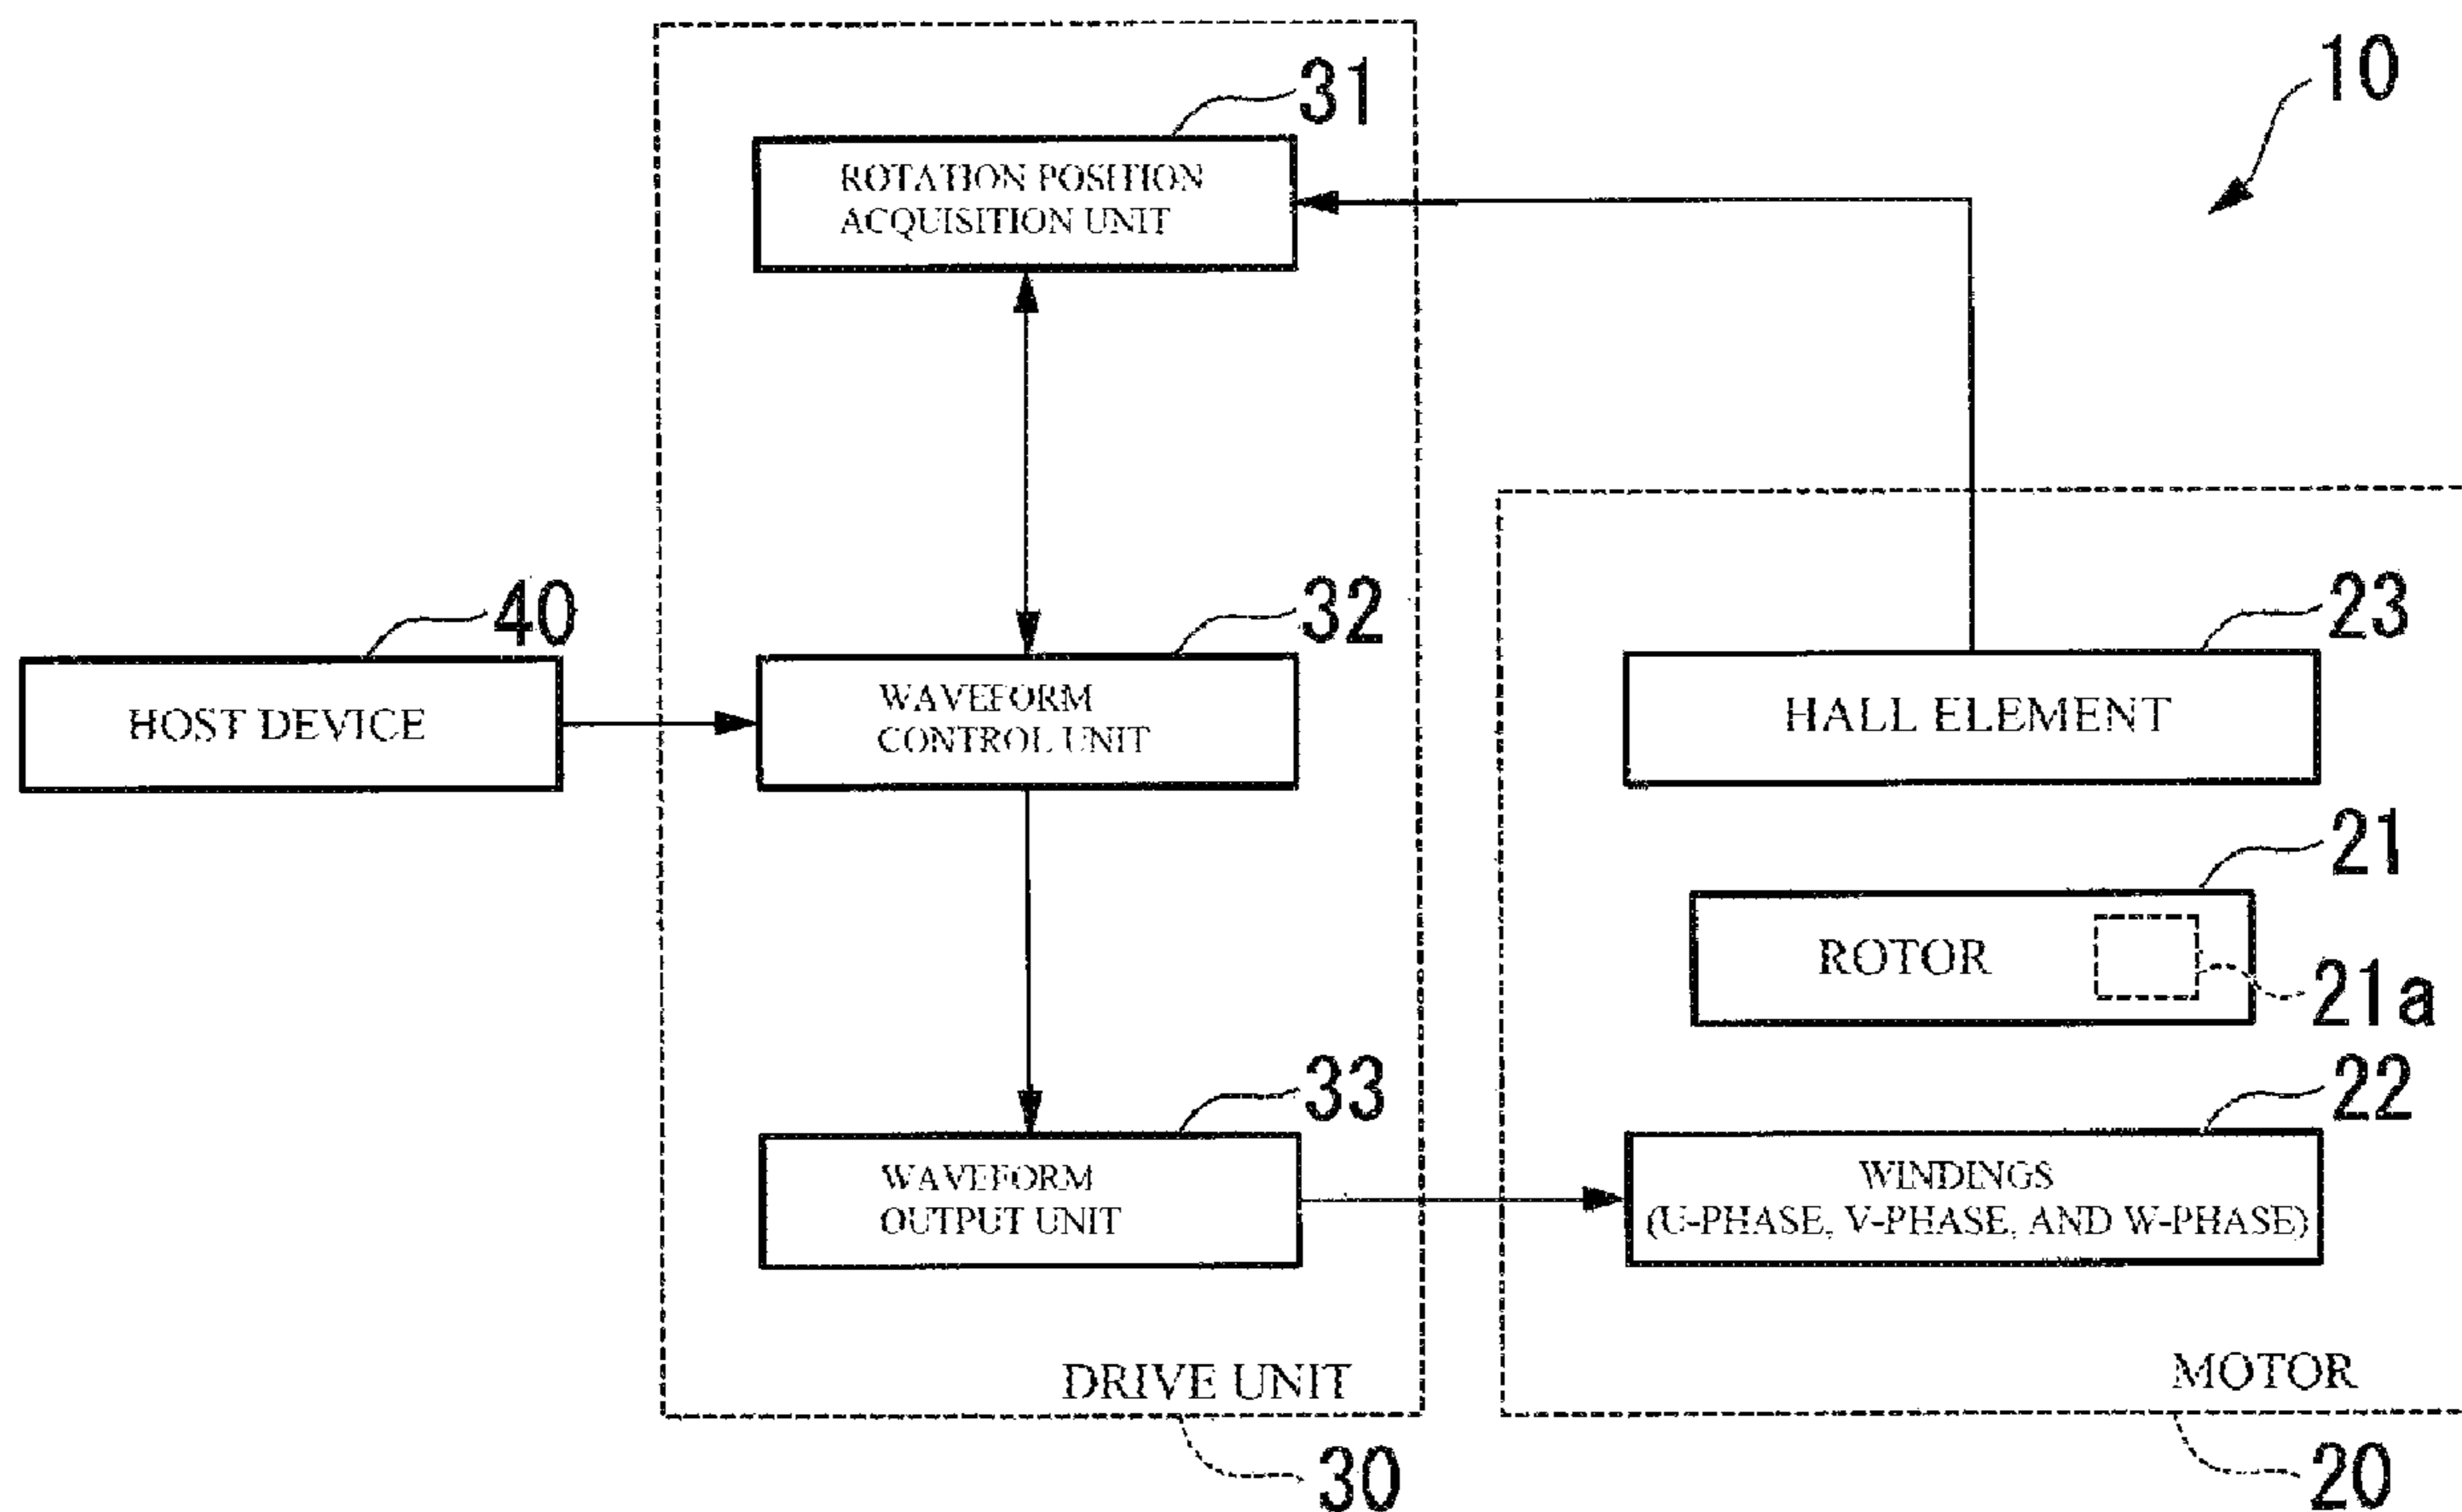 10
31
ROTATION POSITION
ACQUISITION UNIT
40
HOST DEVICE
32
WAVEFORM
CONTROL UNIT
23
HALL ELEMENT
21
ROTOR
21a
33
WAVEFORM
OUTPUT UNIT
22
WINDINGS
(U-PHASE, V-PHASE, AND W-PHASE)
DRIVE UNIT
30
MOTOR
20